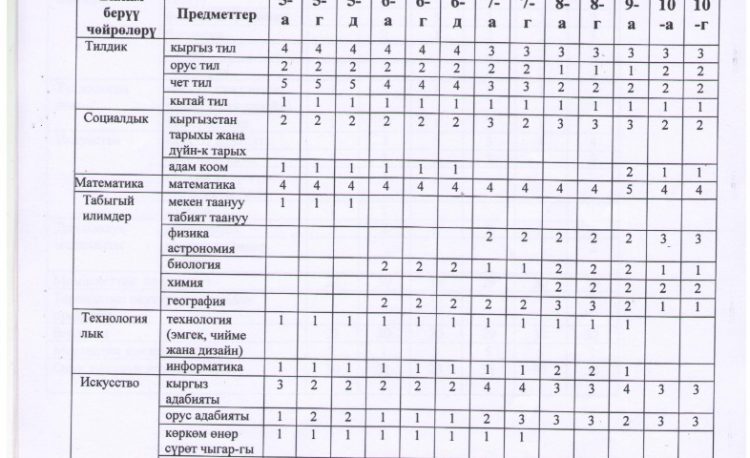 5- 5- 5- 6- 6- 6- 7- 7- 8- 8- 9- 10 10
берүү Предметтер а г д а г д а г а г а -а -г
чөйрөлөрү
Тилдик кыргыз тил 4 4 4 4 4 4 3 3 3 3 3 3 3
орус тил 2 2 2 2 2 2 2 2 1 1 1 2 2
чет тил 5 5 5 4 4 4 3 3 2 2 2 2 2
кытай тил 1 1 1 1 1 1 1 1 1 1 1 1 1
Социалдык кыргызстан 2 2 2 2 2 2 3 2 3 3 3 2 2
тарыхы жана
дүйн-к тарых
адам коом 1 1 1 1 1 1 2 1 1
Математика математика 4 4 4 4 4 4 4 4 4 4 5 4 4
Табыгый мекен таануу 1 1 1
илимдер табият таануу
физика 2 2 2 2 2 3 3
астрономия
биология 2 2 2 1 1 2 2 2 1 1
химия 2 2 2 2 2
география 2 2 2 2 2 3 3 2 1 1
Технология технология 1 1 1 1 1 1 1 1 1 1 1
лык (эмгек, чийме
жана дизайн)
информатика 1 1 1 1 1 1 1 1 2 2 1
Искусство кыргыз 3 2 2 2 2 2 4 4 3 3 4 3 3
адабияты
орус адабияты 1 2 2 1 1 1 2 3 3 3 2 3 3
көркөм өнөр 1 1 1 1 1 1 1 1
сүрөт чыгар-гы